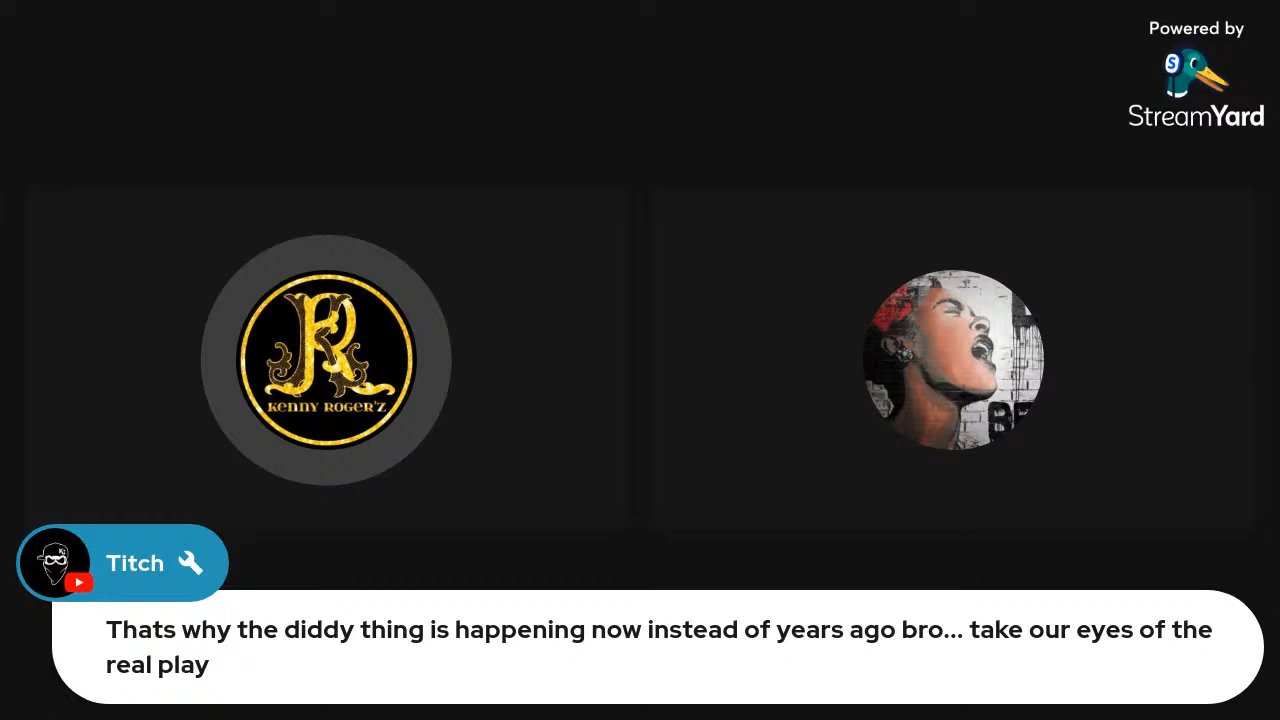 Powered by
S
StreamYard
R
KENNY ROGER'Z
Titch
Thats why the diddy thing is happening now instead of years ago bro... take our eyes of the
real play